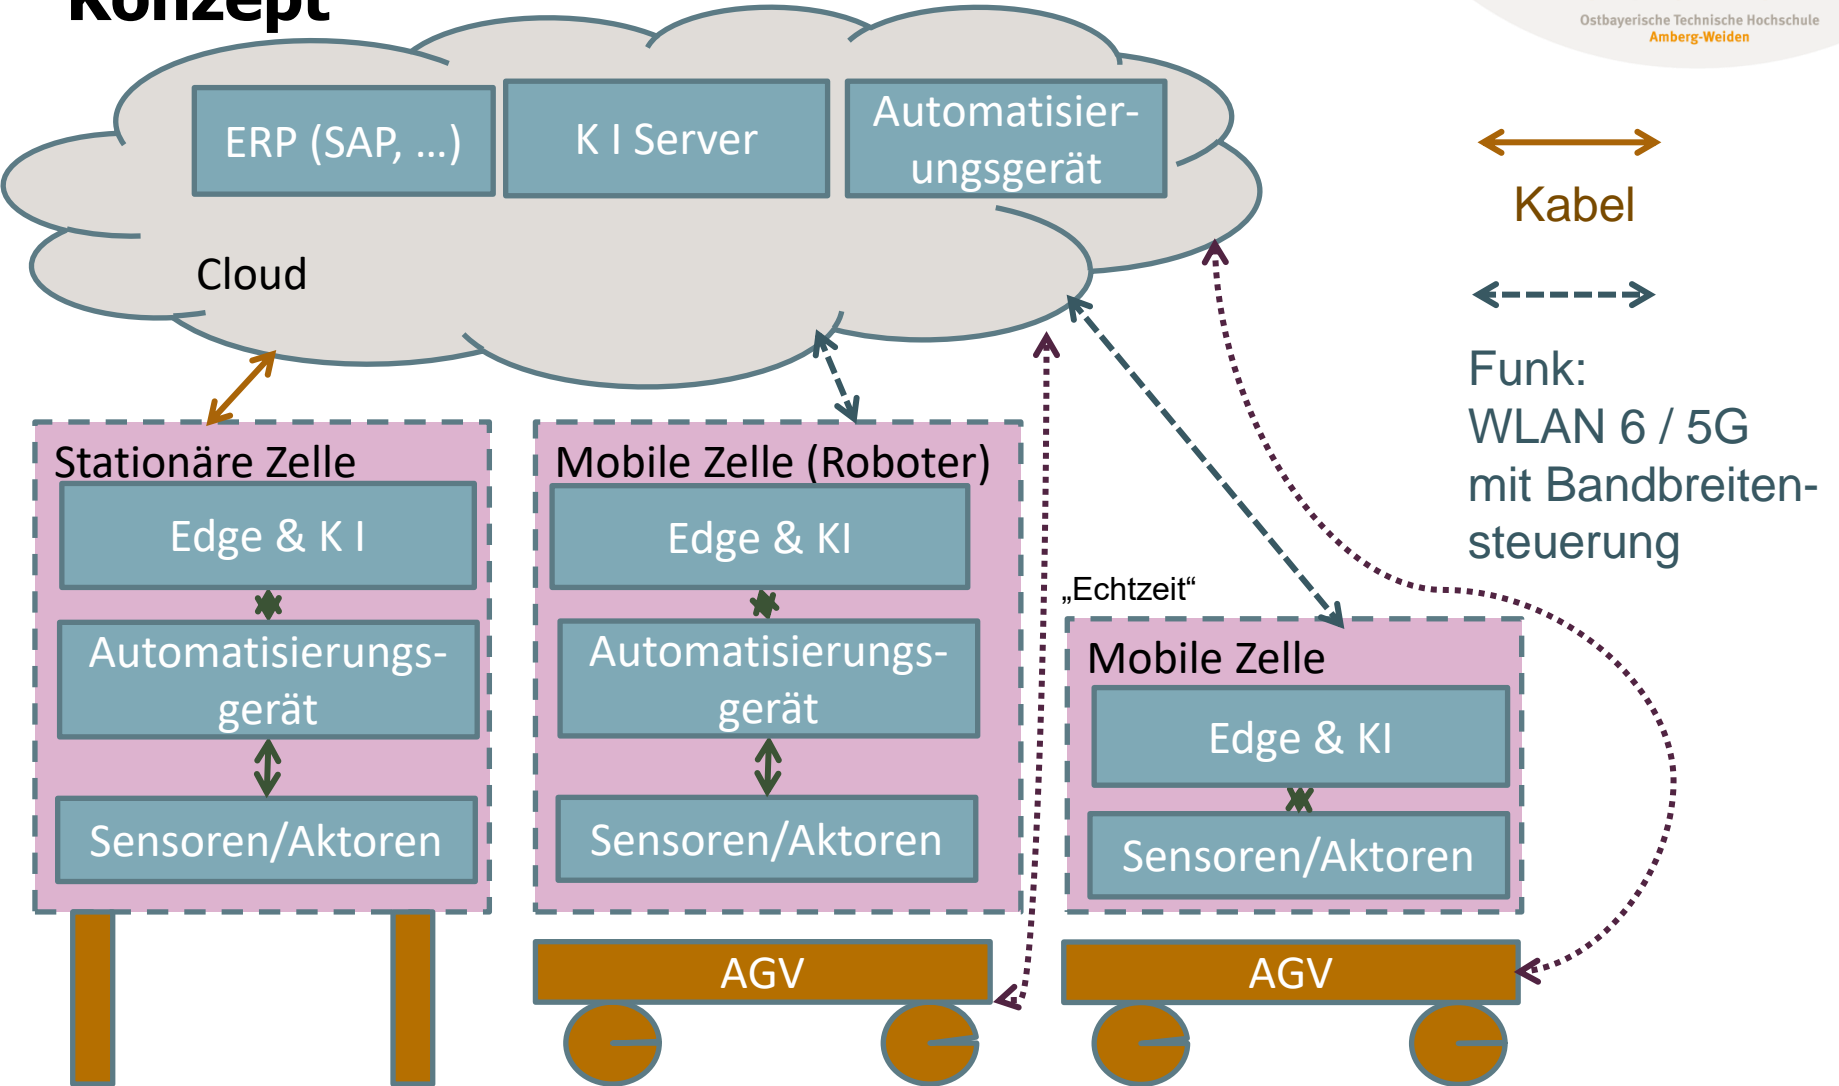 Konzept
Ostbayerische Technische Hochschule
Amberg-Weiden
ERP (SAP, ...)
K I Server
Automatisier-
ungsgerät
Cloud
Kabel
Funk:
WLAN 6 / 5G
mit Bandbreiten-
steuerung
Stationäre Zelle
Edge & K I
Automatisierungs-
gerät
Sensoren/Aktoren
Mobile Zelle (Roboter)
Edge & KI
Automatisierungs-
gerät
Sensoren/Aktoren
AGV
„Echtzeit“
Mobile Zelle
Edge & KI
Sensoren/Aktoren
AGV